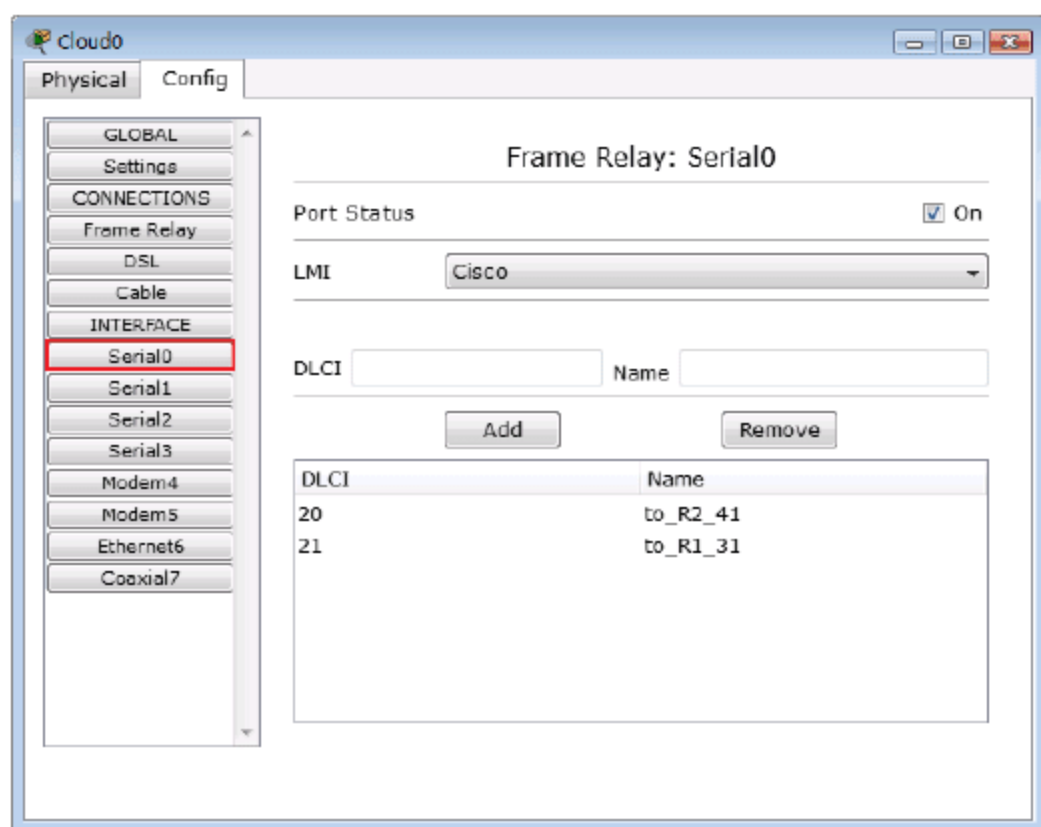 Cloud0
Physical Config
GLOBAL
Settings
CONNECTIONS
Frame Relay
DSL
Cable
INTERFACE
Serial0
Serial1
Serial2
Serial3
Modem4
Modem5
Ethernet6
Coaxial7
Frame Relay: Serial0
Port Status On
LMI Cisco
DLCI Name
Add Remove
DLCI Name
20 to_R2_41
21 to_R1_31